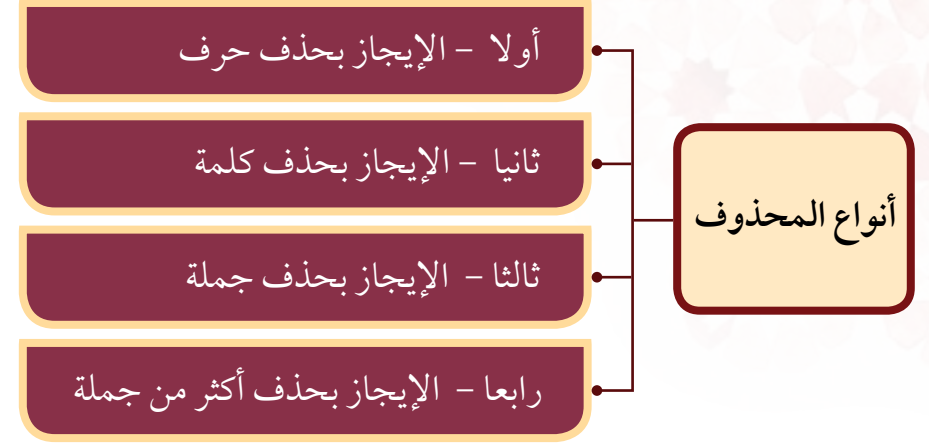 أنواع المحذوف
أولا – الإيجاز بحذف حرف
ثانيا – الإيجاز بحذف كلمة
ثالثا – الإيجاز بحذف جملة
رابعا – الإيجاز بحذف أكثر من جملة